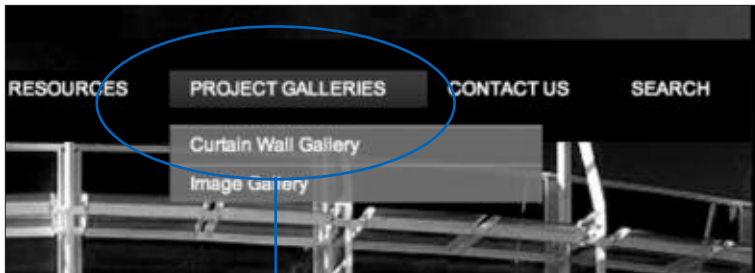 RESOURCES PROJECT GALLERIES CONTACT US SEARCH
Curtain Wall Gallery
Image Gallery